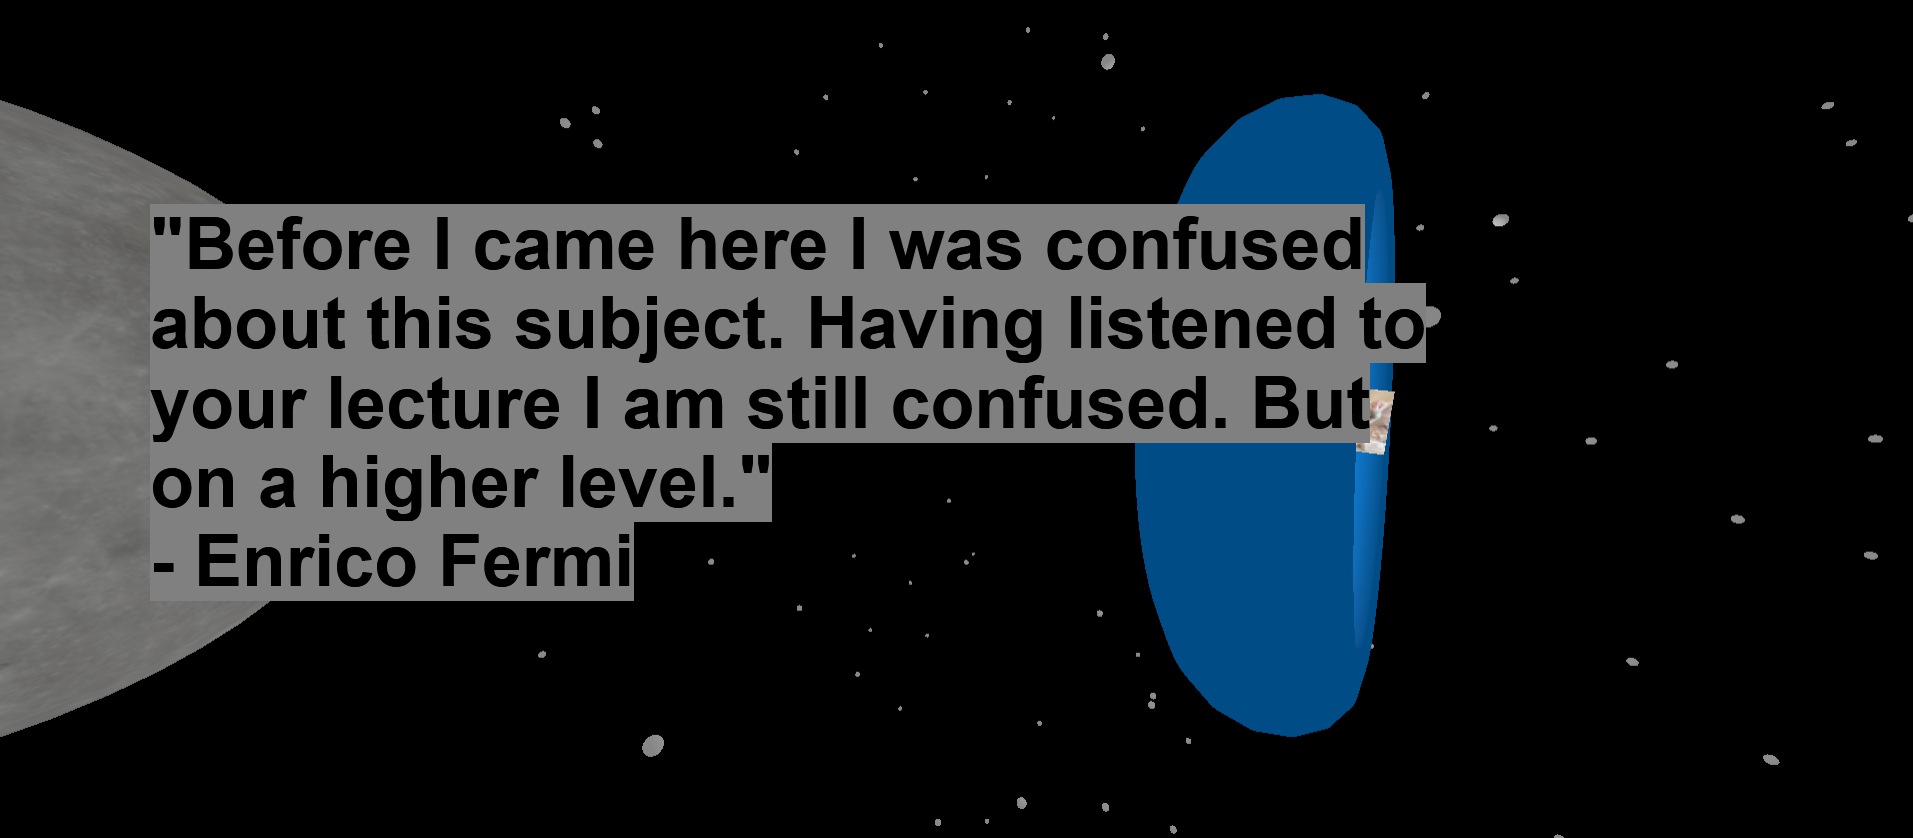 "Before I came here I was confused
about this subject. Having listened to
your lecture I am still confused. But
on a higher level."
- Enrico Fermi